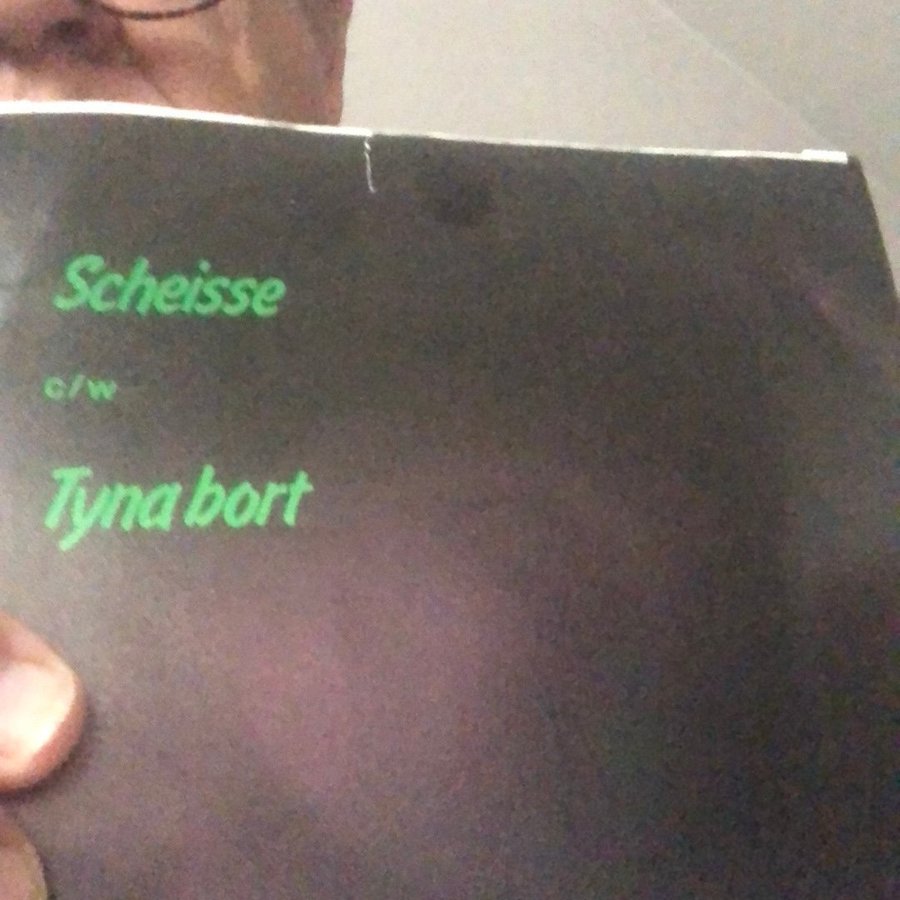 Scheisse
c/w
Tyna bort